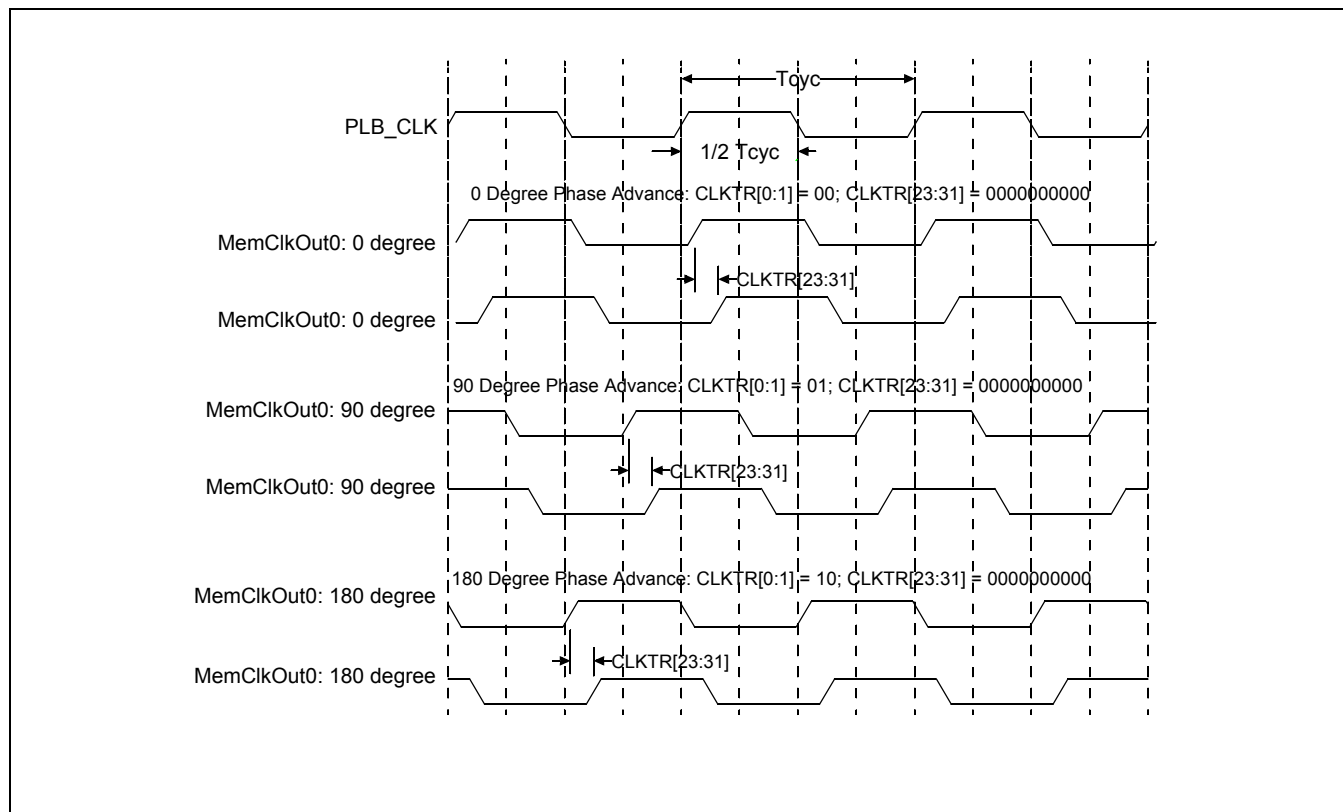 Tcyc
PLB_CLK
1/2 Tcyc
0 Degree Phase Advance: CLKTR[0:1] = 00; CLKTR[23:31] = 0000000000
MemClkOut0: 0 degree
CLKTR[23:31]
MemClkOut0: 0 degree
90 Degree Phase Advance: CLKTR[0:1] = 01; CLKTR[23:31] = 0000000000
MemClkOut0: 90 degree
CLKTR[23:31]
MemClkOut0: 90 degree
180 Degree Phase Advance: CLKTR[0:1] = 10; CLKTR[23:31] = 0000000000
MemClkOut0: 180 degree
CLKTR[23:31]
MemClkOut0: 180 degree